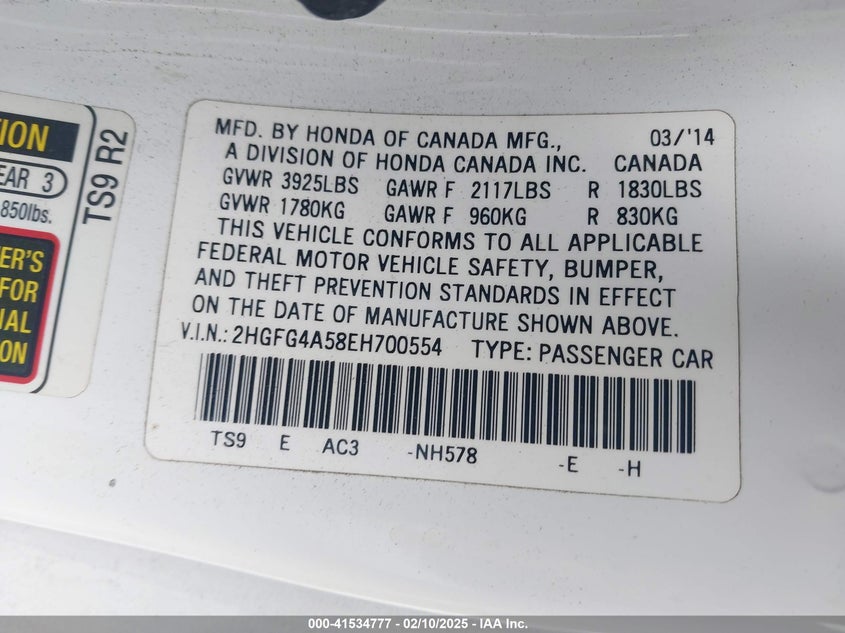 TION
EAR 3
850lbs.
ER'S
FOR
IAL
ON
TS9 R2
MFD. BY HONDA OF CANADA MFG., 03/'14
A DIVISION OF HONDA CANADA INC. CANADA
GVWR 3925LBS GAWR F 2117LBS R 1830LBS
GVWR 1780KG GAWR F 960KG R 830KG
THIS VEHICLE CONFORMS TO ALL APPLICABLE
FEDERAL MOTOR VEHICLE SAFETY, BUMPER,
AND THEFT PREVENTION STANDARDS IN EFFECT
ON THE DATE OF MANUFACTURE SHOWN ABOVE.
V.I.N.: 2HGFG4A58EH700554 TYPE: PASSENGER CAR
TS9 E AC3 -NH578 -E -H
000-41534777 - 02/10/2025 - IAA Inc.